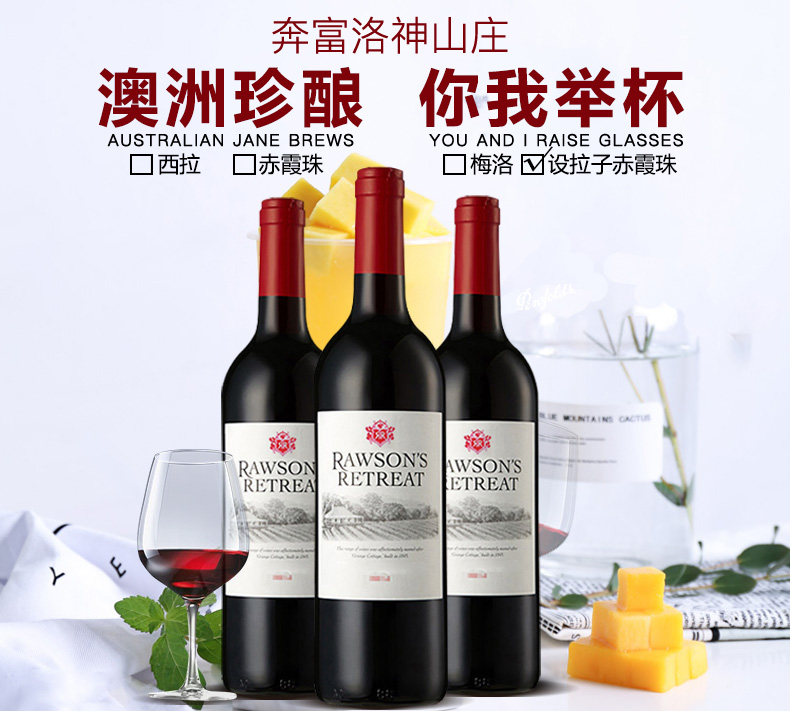 奔富洛神山庄
澳洲珍酿 你我举杯
AUSTRALIAN JANE BREWS YOU AND I RAISE GLASSES
西拉 赤霞珠 梅洛 设拉子赤霞珠
Penfolds
BLUE MOUNTAINS CACTUS
RAWSON'S
RETREAT
RAWSON'S
RETREAT
AWSON'S
ETREAT
Y E